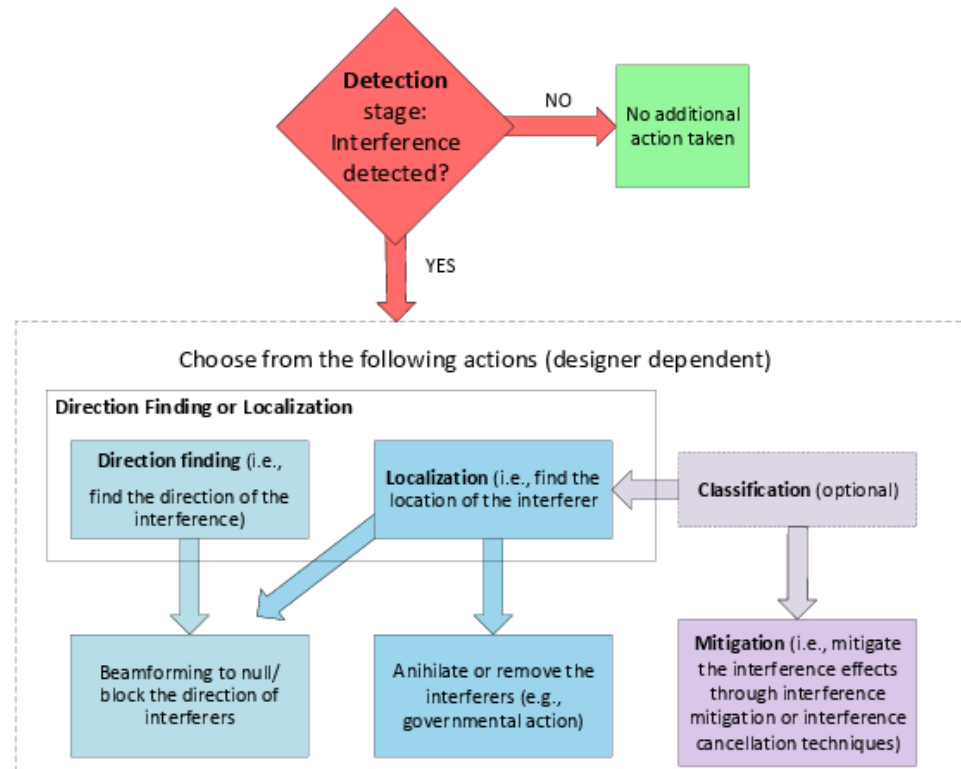 Detection
stage:
Interference
detected?
NO
No additional
action taken
YES
Choose from the following actions (designer dependent)
Direction Finding or Localization
Direction finding (i.e.,
find the direction of the
interference)
Localization (i.e., find the
location of the interferer
Classification (optional)
Beamforming to null/
block the direction of
interferers
Anihilate or remove the
interferers (e.g.,
governmental action)
Mitigation (i.e., mitigate
the interference effects
through interference
mitigation or interference
cancellation techniques)